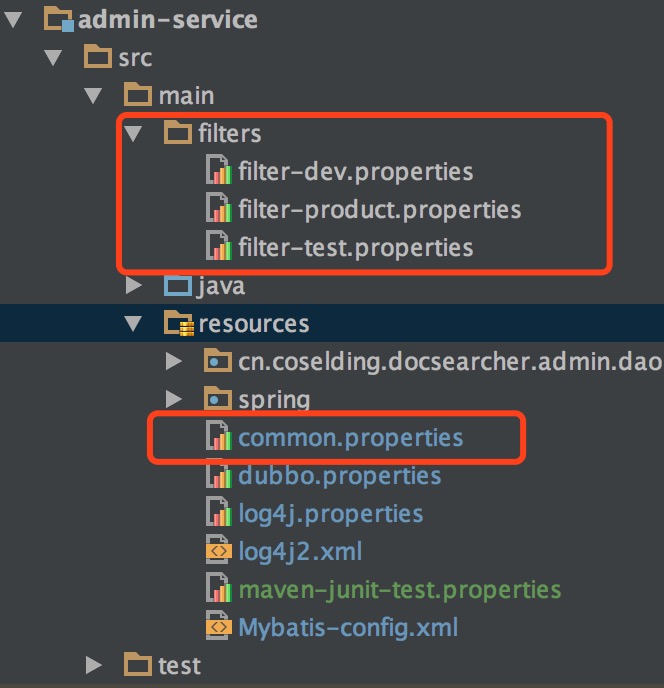 admin-service
src
main
filters
filter-dev.properties
filter-product.properties
filter-test.properties
java
resources
cn.coselding.docsearcher.admin.dao
spring
common.properties
dubbo.properties
log4j.properties
log4j2.xml
maven-junit-test.properties
Mybatis-config.xml
test